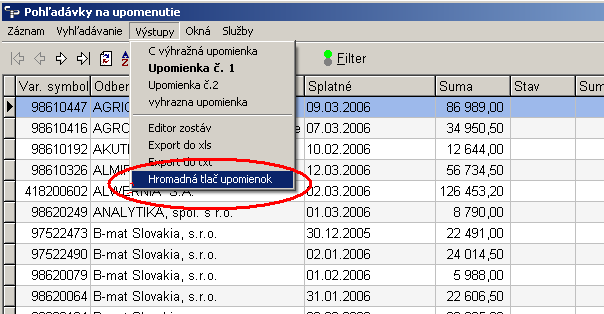 Pohľadávky na upomenutie
Záznam Vyhľadávanie Výstupy Okná Služby
C výhražná upomienka
Upomienka č. 1
Upomienka č.2
vyhrazna upomienka
Editor zostáv
Export do xls
Export do txt
Hromadná tlač upomienok
Filter
Var. symbol Odber Splatné Suma Stav Sum
98610447 AGRIC 09.03.2006 86 989,00
98610416 AGRO e 07.03.2006 34 950,50
98610192 AKUTI 10.02.2006 12 644,00
98610326 ALMIR 12.03.2006 56 734,50
418200602 ALWERNIA S.A. 02.03.2006 126 453,20
98620249 ANALYTIKA, spol. s r.o. 01.03.2006 8 790,00
97522473 B-mat Slovakia, s.r.o. 30.12.2005 22 491,00
97522490 B-mat Slovakia, s.r.o. 02.01.2006 24 014,50
98620079 B-mat Slovakia, s.r.o. 01.02.2006 5 988,00
98620064 B-mat Slovakia, s.r.o. 31.01.2006 22 606,50